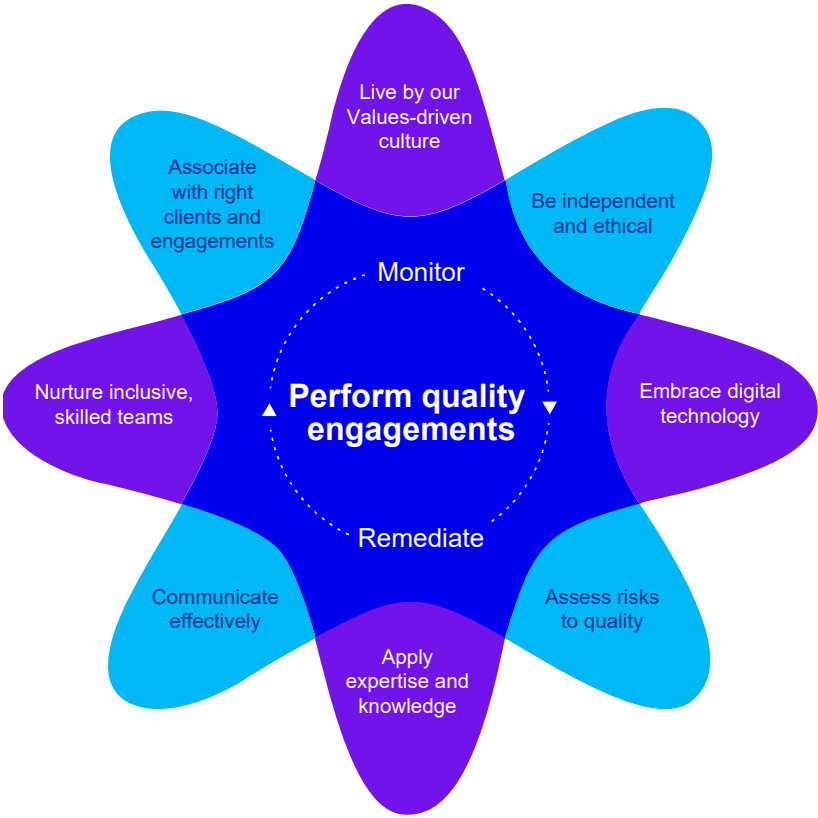 Live by our
Values-driven
culture
Associate
with right
clients and
engagements
Be independent
and ethical
Monitor
Nurture inclusive,
skilled teams
Perform quality
engagements
Embrace digital
technology
Remediate
Communicate
effectively
Assess risks
to quality
Apply
expertise and
knowledge